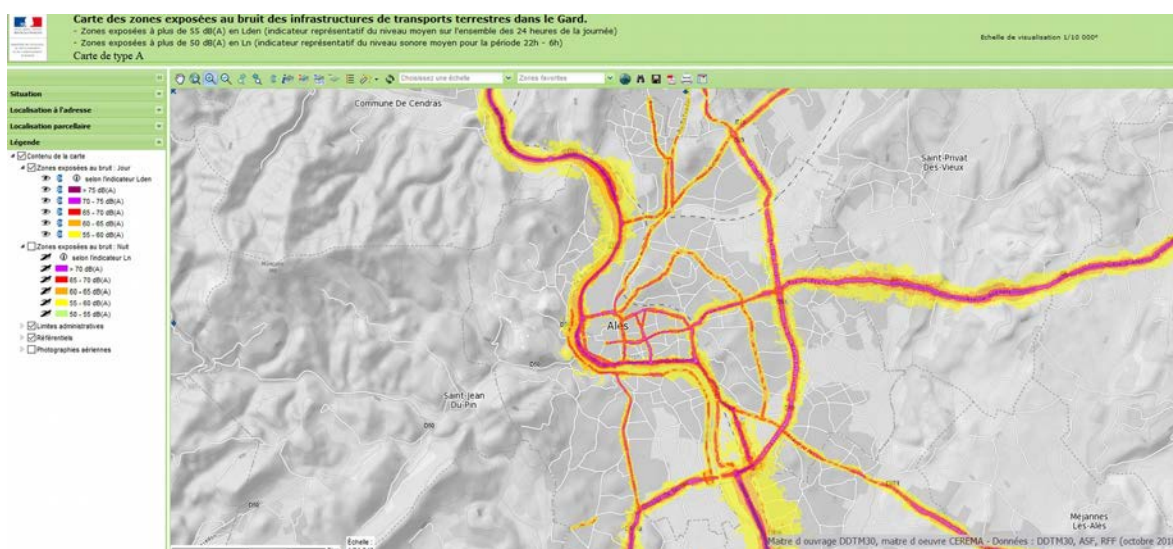 Carte des zones exposées au bruit des infrastructures de transports terrestres dans le Gard.
- Zones exposées à plus de 55 dB(A) en Lden (indicateur représentatif du niveau moyen sur l'ensemble des 24 heures de la journée)
- Zones exposées à plus de 50 dB(A) en Ln (indicateur représentatif du niveau sonore moyen pour la période 22h - 6h)
Carte de type A
Echelle de visualisation 1/10 000°
Choisissez une échelle
Zones favorites
Situation
Localisation à l'adresse
Localisation parcellaire
Légende
Contenu de la carte
Zones exposées au bruit : Jour
selon l'indicateur Lden
> 75 dB(A)
70 - 75 dB(A)
65 - 70 dB(A)
60 - 65 dB(A)
55 - 60 dB(A)
Zones exposées au bruit : Nuit
selon l'indicateur Ln
> 70 dB(A)
65 - 70 dB(A)
60 - 65 dB(A)
55 - 60 dB(A)
50 - 55 dB(A)
Limites administratives
Référentiels
Photographies aériennes
Commune De Cendras
Saint-Privat
Des-Vieux
Alès
Saint-Jean
Du-Pin
Méjannes
Les-Alès
Echelle :
Maitre d ouvrage DDTM30, maitre d oeuvre CEREMA - Données : DDTM30, ASF, RFF (octobre 201